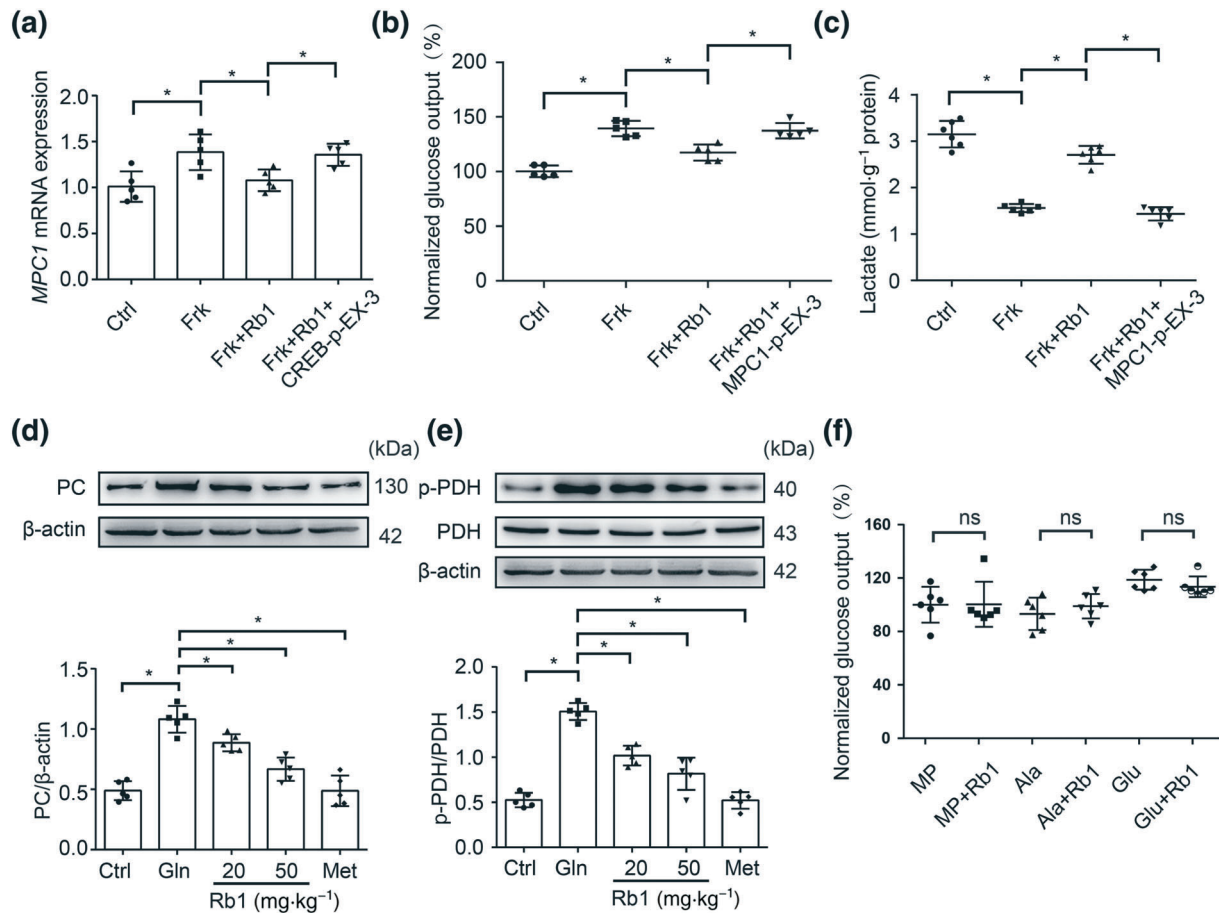 (a)
MPC1 mRNA expression
2.0
1.5
1.0
0.5
0.0
*
*
*
Ctrl
Frk
Frk+Rb1
Frk+Rb1+
CREB-p-EX-3
(b)
Normalized glucose output (%)
200
150
100
50
0
*
*
*
Ctrl
Frk
Frk+Rb1
Frk+Rb1+
MPC1-p-EX-3
(c)
Lactate (mmol·g⁻¹ protein)
4
3
2
1
0
*
*
*
Ctrl
Frk
Frk+Rb1
Frk+Rb1+
MPC1-p-EX-3
(d)
(kDa)
PC
130
β-actin
42
PC/β-actin
1.5
1.0
0.5
0.0
*
*
*
*
Ctrl
Gln
20
50
Met
Rb1 (mg·kg⁻¹)
(e)
(kDa)
p-PDH
40
PDH
43
β-actin
42
p-PDH/PDH
2.0
1.5
1.0
0.5
0.0
*
*
*
*
Ctrl
Gln
20
50
Met
Rb1 (mg·kg⁻¹)
(f)
Normalized glucose output (%)
160
120
80
40
0
ns
ns
ns
MP
MP+Rb1
Ala
Ala+Rb1
Glu
Glu+Rb1